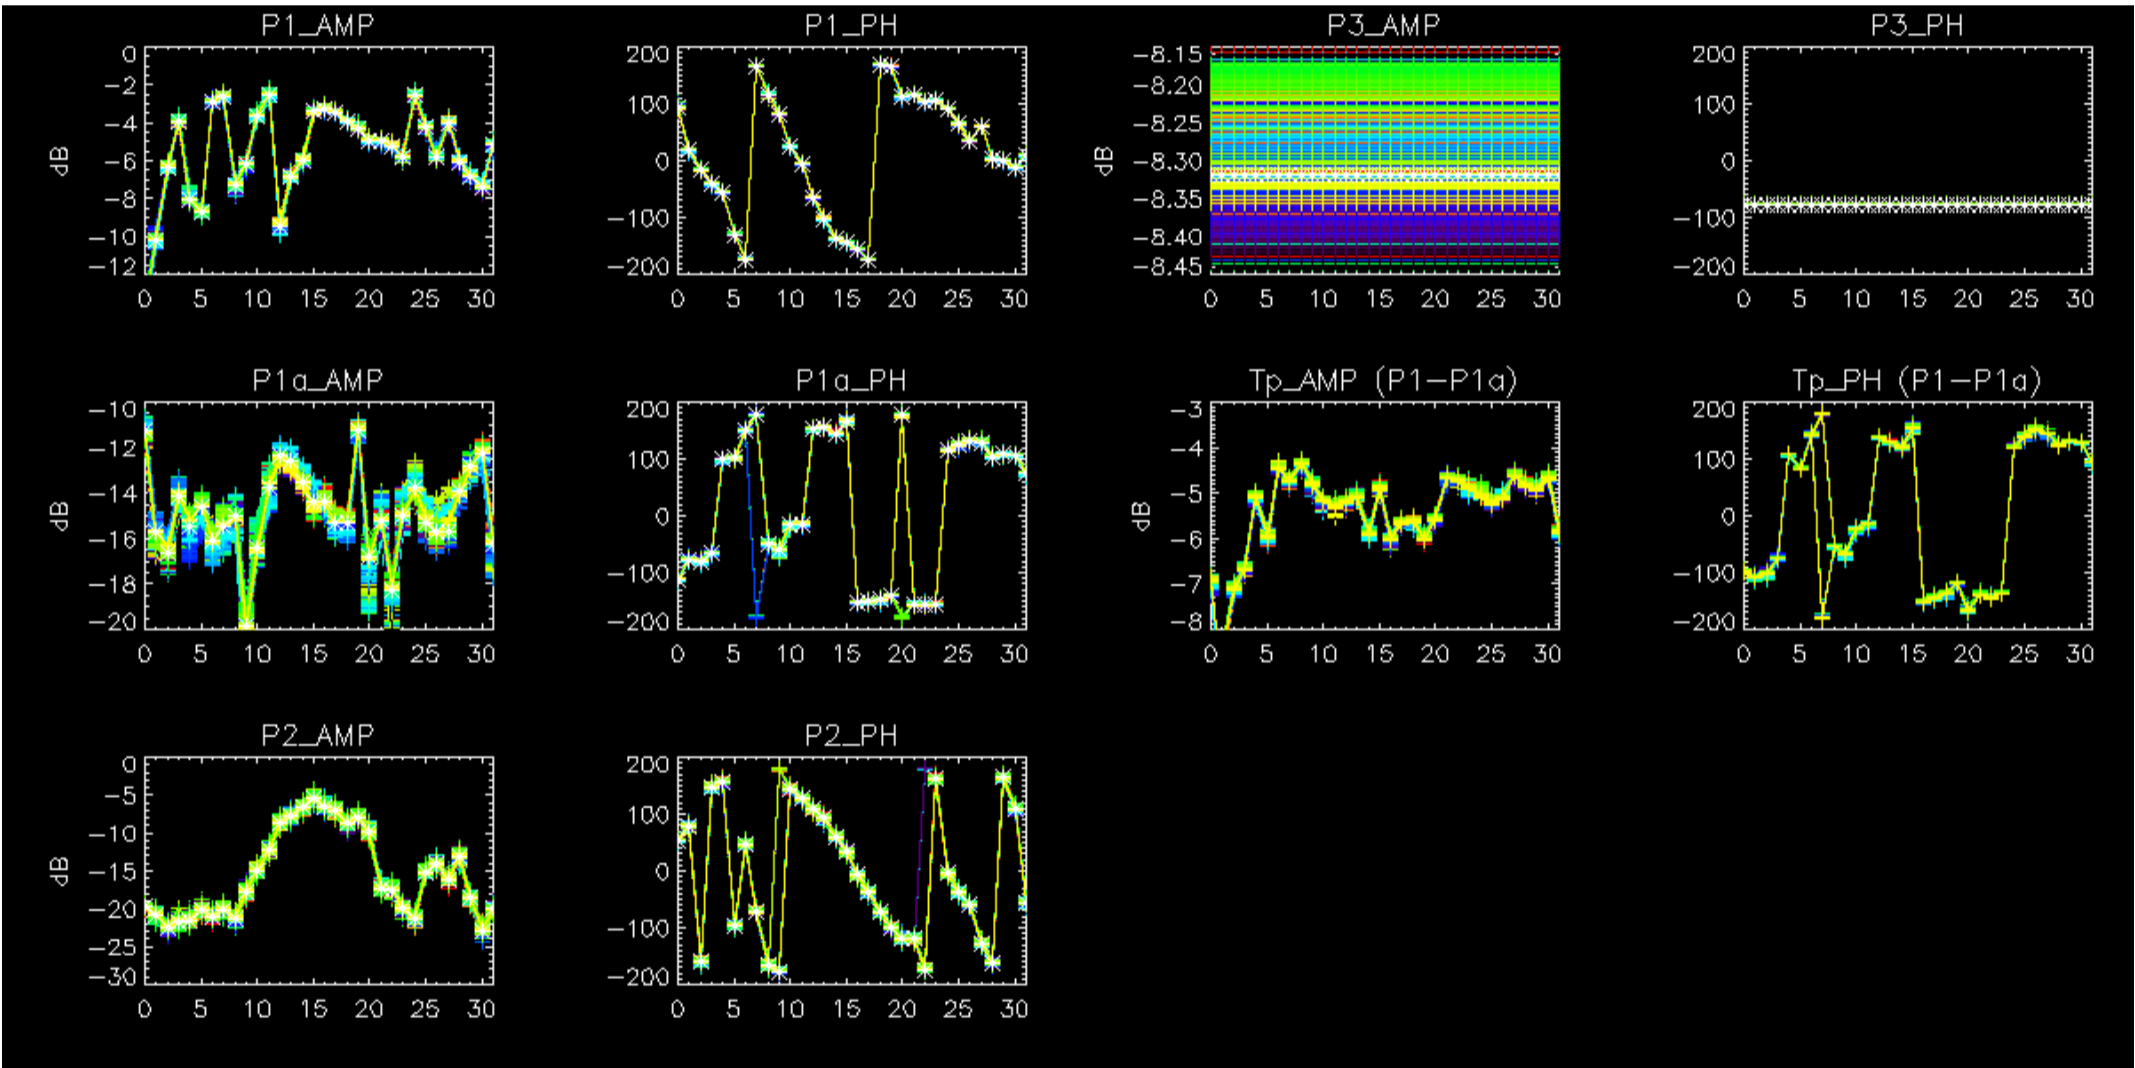 P1_AMP
dB
0
−2
−4
−6
−8
−10
−12
0 5 10 15 20 25 30
P1_PH
200
100
0
−100
−200
0 5 10 15 20 25 30
P3_AMP
dB
−8.15
−8.20
−8.25
−8.30
−8.35
−8.40
−8.45
0 5 10 15 20 25 30
P3_PH
200
100
0
−100
−200
0 5 10 15 20 25 30
P1a_AMP
dB
−10
−12
−14
−16
−18
−20
0 5 10 15 20 25 30
P1a_PH
200
100
0
−100
−200
0 5 10 15 20 25 30
Tp_AMP (P1−P1a)
dB
−3
−4
−5
−6
−7
−8
0 5 10 15 20 25 30
Tp_PH (P1−P1a)
200
100
0
−100
−200
0 5 10 15 20 25 30
P2_AMP
dB
0
−5
−10
−15
−20
−25
−30
0 5 10 15 20 25 30
P2_PH
200
100
0
−100
−200
0 5 10 15 20 25 30